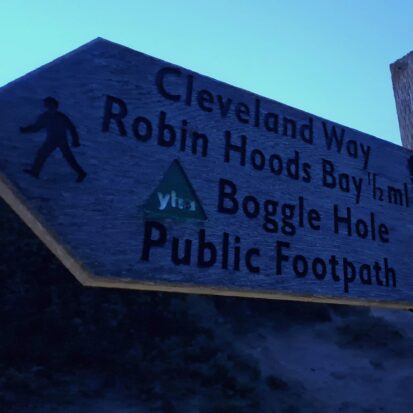 Cleveland Way
Robin Hoods Bay ½ ml
yha Boggle Hole
Public Footpath